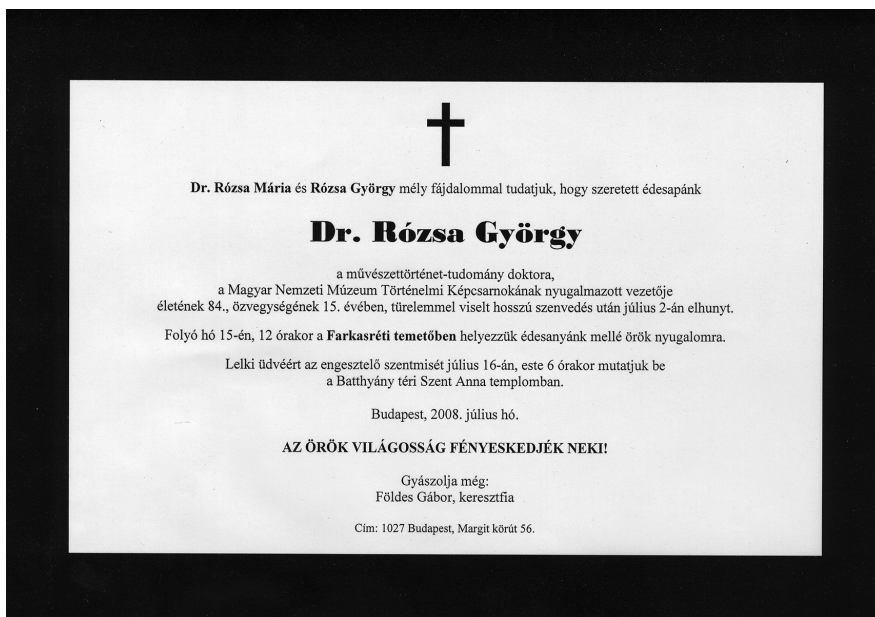 Dr. Rózsa Mária és Rózsa György mély fájdalommal tudatjuk, hogy szeretett édesapánk
Dr. Rózsa György
a művészettörténet-tudomány doktora,
a Magyar Nemzeti Múzeum Történelmi Képcsarnokának nyugalmazott vezetője
életének 84., özvegységének 15. évében, türelemmel viselt hosszú szenvedés után július 2-án elhunyt.
Folyó hó 15-én, 12 órakor a Farkasréti temetőben helyezzük édesanyánk mellé örök nyugalomra.
Lelki üdvéért az engesztelő szentmisét július 16-án, este 6 órakor mutatjuk be
a Batthyány téri Szent Anna templomban.
Budapest, 2008. július hó.
AZ ÖRÖK VILÁGOSSÁG FÉNYESKEDJÉK NEKI!
Gyászolja még:
Földes Gábor, keresztfia
Cím: 1027 Budapest, Margit körút 56.